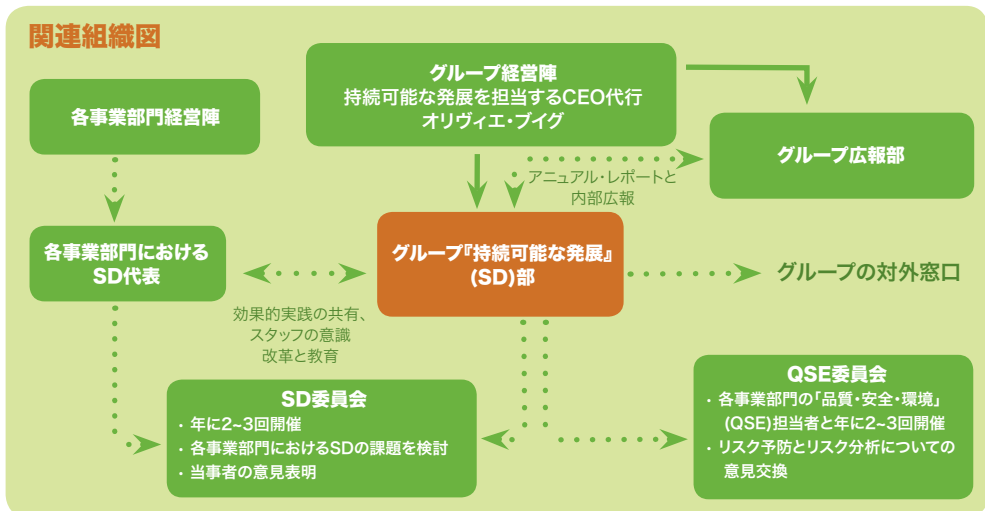 関連組織図
グループ経営陣
持続可能な発展を担当するCEO代行
オリヴィエ・ブイグ
各事業部門経営陣
グループ広報部
アニュアル・レポートと
内部広報
各事業部門における
SD代表
グループ『持続可能な発展』
(SD)部
グループの対外窓口
効果的実践の共有、
スタッフの意識
改革と教育
SD委員会
・年に2~3回開催
・各事業部門におけるSDの課題を検討
・当事者の意見表明
QSE委員会
・各事業部門の「品質・安全・環境」
(QSE)担当者と年に2~3回開催
・リスク予防とリスク分析についての
意見交換